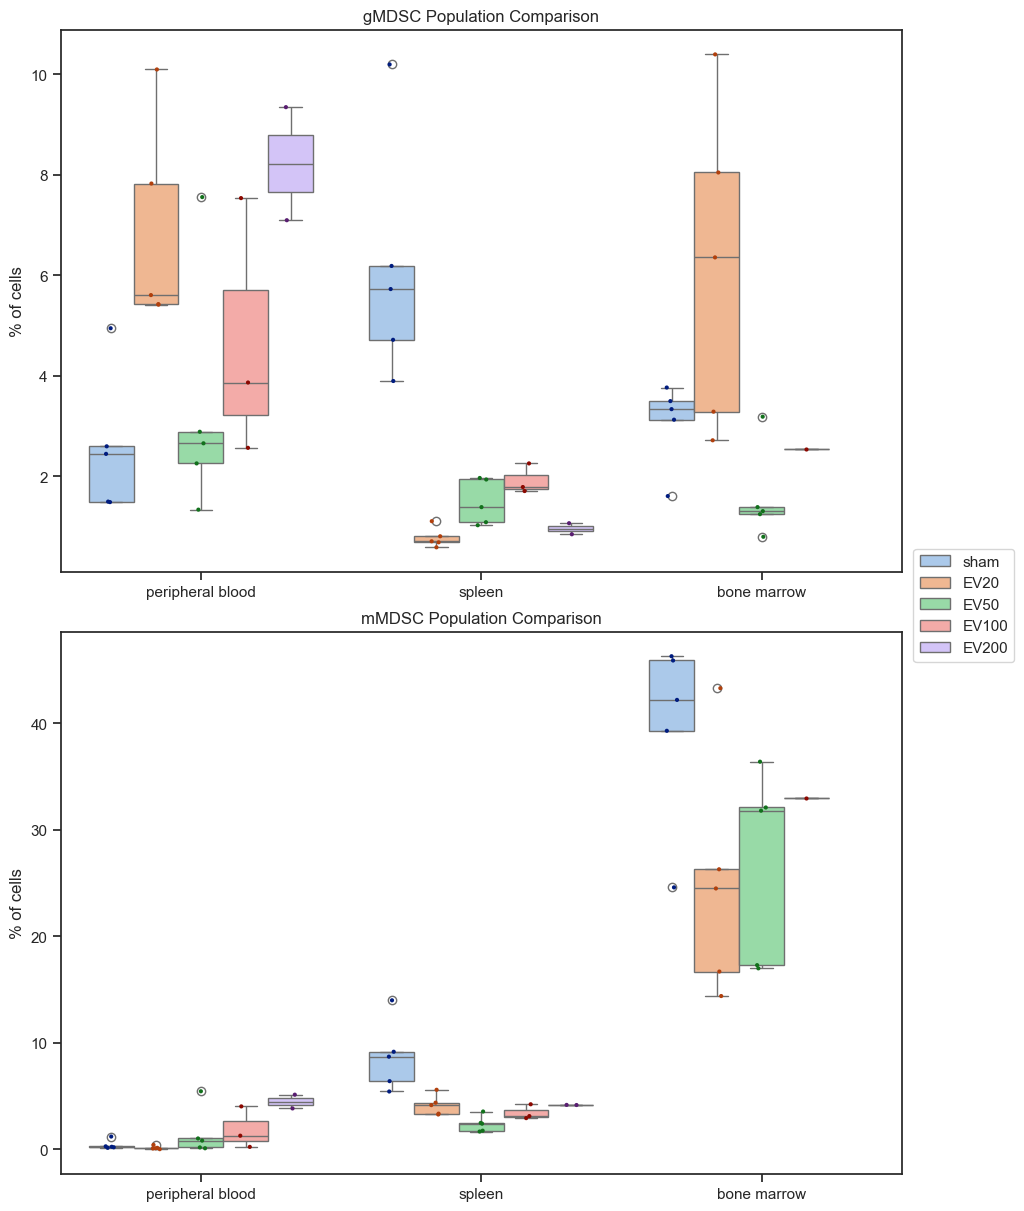 gMDSC Population Comparison
% of cells
10
8
6
4
2
peripheral blood
spleen
bone marrow
sham
EV20
EV50
EV100
EV200
mMDSC Population Comparison
% of cells
40
30
20
10
0
peripheral blood
spleen
bone marrow